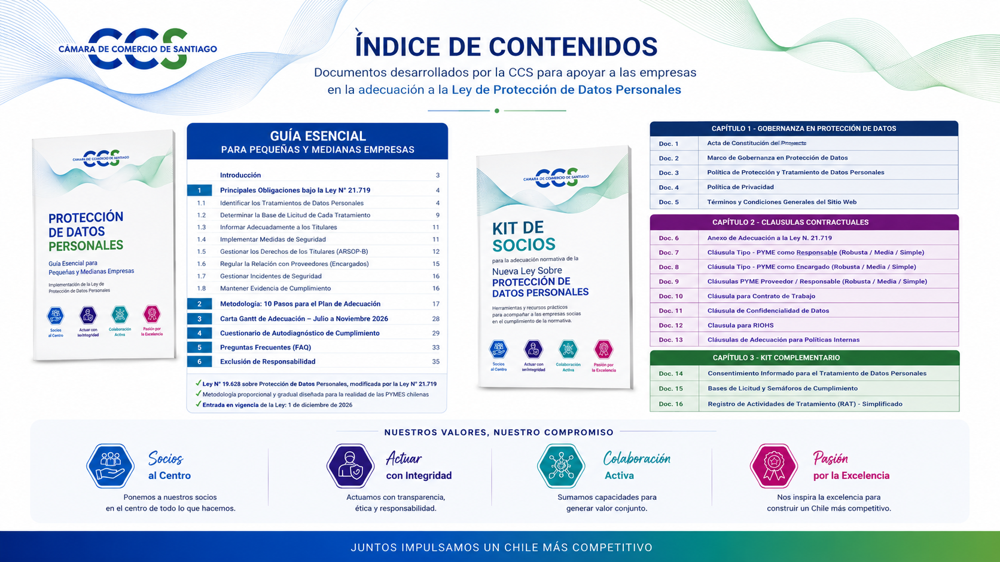 CCS
CÁMARA DE COMERCIO DE SANTIAGO
ÍNDICE DE CONTENIDOS
Documentos desarrollados por la CCS para apoyar a las empresas
en la adecuación a la Ley de Protección de Datos Personales
CCS
CÁMARA DE COMERCIO DE SANTIAGO
PROTECCIÓN
DE DATOS
PERSONALES
Guía Esencial para
Pequeñas y Medianas Empresas
Implementación de la Ley de
Protección de Datos Personales
Socios
al Centro
Actuar con
Integridad
Colaboración
Activa
Pasión por
la Excelencia
GUÍA ESENCIAL
PARA PEQUEÑAS Y MEDIANAS EMPRESAS
Introducción 3
1 Principales Obligaciones bajo la Ley N° 21.719 4
1.1 Identificar los Tratamientos de Datos Personales 4
1.2 Determinar la Base de Licitud de Cada Tratamiento 9
1.3 Informar Adecuadamente a los Titulares 11
1.4 Implementar Medidas de Seguridad 11
1.5 Gestionar los Derechos de los Titulares (ARSOP-B) 12
1.6 Regular la Relación con Proveedores (Encargados) 15
1.7 Gestionar Incidentes de Seguridad 16
1.8 Mantener Evidencia de Cumplimiento 16
2 Metodología: 10 Pasos para el Plan de Adecuación 17
3 Carta Gantt de Adecuación – Julio a Noviembre 2026 28
4 Cuestionario de Autodiagnóstico de Cumplimiento 29
5 Preguntas Frecuentes (FAQ) 33
6 Exclusión de Responsabilidad 35
✓ Ley N° 19.628 sobre Protección de Datos Personales, modificada por la Ley N° 21.719
✓ Metodología proporcional y gradual diseñada para la realidad de las PYMES chilenas
✓ Entrada en vigencia de la Ley: 1 de diciembre de 2026
CCS
CÁMARA DE COMERCIO DE SANTIAGO
KIT DE
SOCIOS
para la adecuación normativa de la
Nueva Ley Sobre
PROTECCIÓN DE
DATOS PERSONALES
Herramientas y recursos prácticos
para acompañar a las empresas socias
en el cumplimiento de la normativa.
Socios
al Centro
Actuar con
Integridad
Colaboración
Activa
Pasión por
la Excelencia
CAPÍTULO 1 - GOBERNANZA EN PROTECCIÓN DE DATOS
Doc. 1 Acta de Constitución del Proyecto
Doc. 2 Marco de Gobernanza en Protección de Datos
Doc. 3 Política de Protección y Tratamiento de Datos Personales
Doc. 4 Política de Privacidad
Doc. 5 Términos y Condiciones Generales del Sitio Web
CAPÍTULO 2 - CLAUSULAS CONTRACTUALES
Doc. 6 Anexo de Adecuación a la Ley N. 21.719
Doc. 7 Cláusula Tipo - PYME como Responsable (Robusta / Media / Simple)
Doc. 8 Cláusula Tipo - PYME como Encargado (Robusta / Media / Simple)
Doc. 9 Cláusulas PYME Proveedor / Responsable (Robusta / Media / Simple)
Doc. 10 Cláusula para Contrato de Trabajo
Doc. 11 Cláusula de Confidencialidad de Datos
Doc. 12 Clausula para RIOHS
Doc. 13 Cláusulas de Adecuación para Políticas Internas
CAPÍTULO 3 - KIT COMPLEMENTARIO
Doc. 14 Consentimiento Informado para el Tratamiento de Datos Personales
Doc. 15 Bases de Licitud y Semáforos de Cumplimiento
Doc. 16 Registro de Actividades de Tratamiento (RAT) - Simplificado
NUESTROS VALORES, NUESTRO COMPROMISO
Socios
al Centro
Ponemos a nuestros socios
en el centro de todo lo que hacemos.
Actuar
con Integridad
Actuamos con transparencia,
ética y responsabilidad.
Colaboración
Activa
Sumamos capacidades para
generar valor conjunto.
Pasión
por la Excelencia
Nos inspira la excelencia para
construir un Chile más competitivo.
JUNTOS IMPULSAMOS UN CHILE MÁS COMPETITIVO